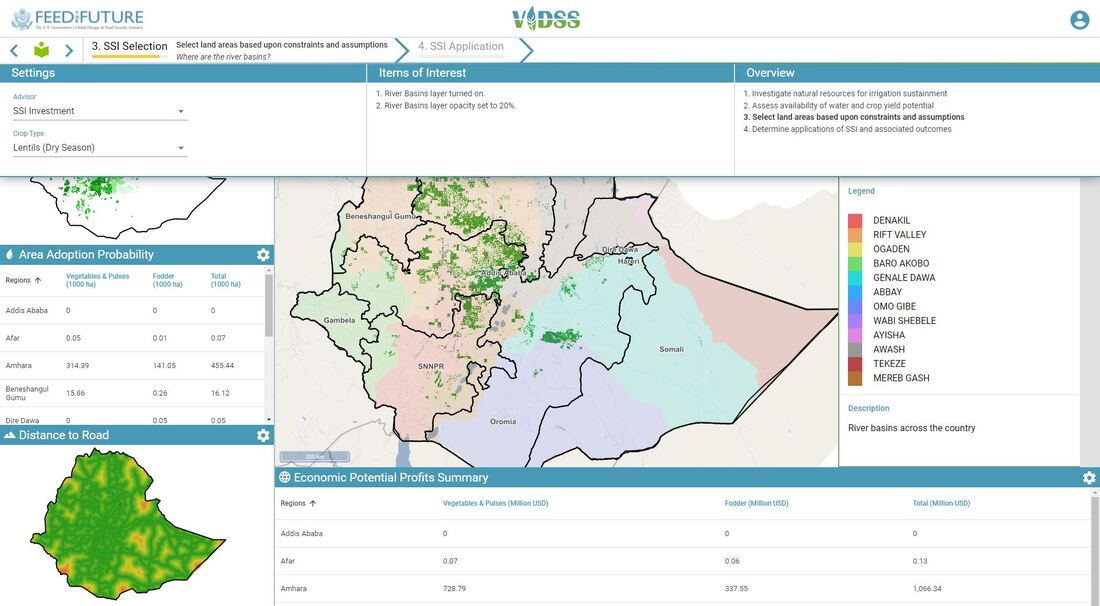 FEED THE FUTURE
The U.S. Government's Global Hunger & Food Security Initiative
VIDSS
3. SSI Selection
Select land areas based upon constraints and assumptions
Where are the river basins?
4. SSI Application
Settings
Items of Interest
Overview
Advisor
SSI Investment
Crop Type
Lentils (Dry Season)
1. River Basins layer turned on.
2. River Basins layer opacity set to 20%.
1. Investigate natural resources for irrigation sustainment
2. Assess availability of water and crop yield potential
3. Select land areas based upon constraints and assumptions
4. Determine applications of SSI and associated outcomes
Area Adoption Probability
Regions Vegetables & Pulses (1000 ha) Fodder (1000 ha) Total (1000 ha)
Addis Ababa 0 0 0
Afar 0.05 0.01 0.07
Amhara 314.39 141.05 455.44
Beneshangul Gumu 15.86 0.26 16.12
Dire Dawa 0 0.05 0.05
Distance to Road
Beneshangul Gumu
Dire Dawa
Hareri
Addis Ababa
Gambela
Somali
SNNPR
Oromia
200 km
Legend
DENAKIL
RIFT VALLEY
OGADEN
BARO AKOBO
GENALE DAWA
ABBAY
OMO GIBE
WABI SHEBELE
AYISHA
AWASH
TEKEZE
MEREB GASH
Description
River basins across the country
Economic Potential Profits Summary
Regions Vegetables & Pulses (Million USD) Fodder (Million USD) Total (Million USD)
Addis Ababa 0 0 0
Afar 0.07 0.06 0.13
Amhara 728.79 337.55 1,066.34